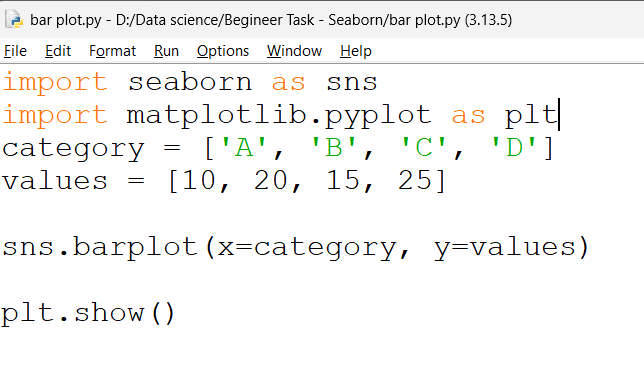 bar plot.py - D:/Data science/Begineer Task - Seaborn/bar plot.py (3.13.5)
File Edit Format Run Options Window Help
import seaborn as sns
import matplotlib.pyplot as plt
category = ['A', 'B', 'C', 'D']
values = [10, 20, 15, 25]
sns.barplot(x=category, y=values)
plt.show()